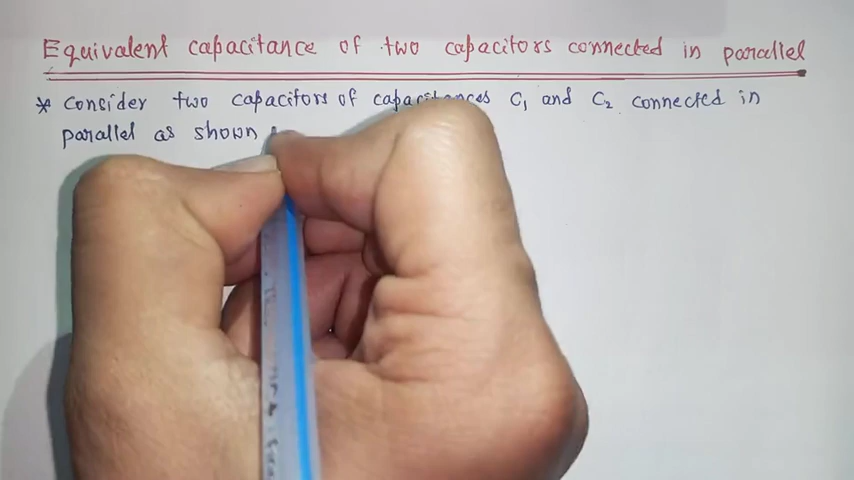 Equivalent capacitance of two capacitors connected in parallel
* Consider two capacitors of capacitances C₁ and C₂ connected in
parallel as shown